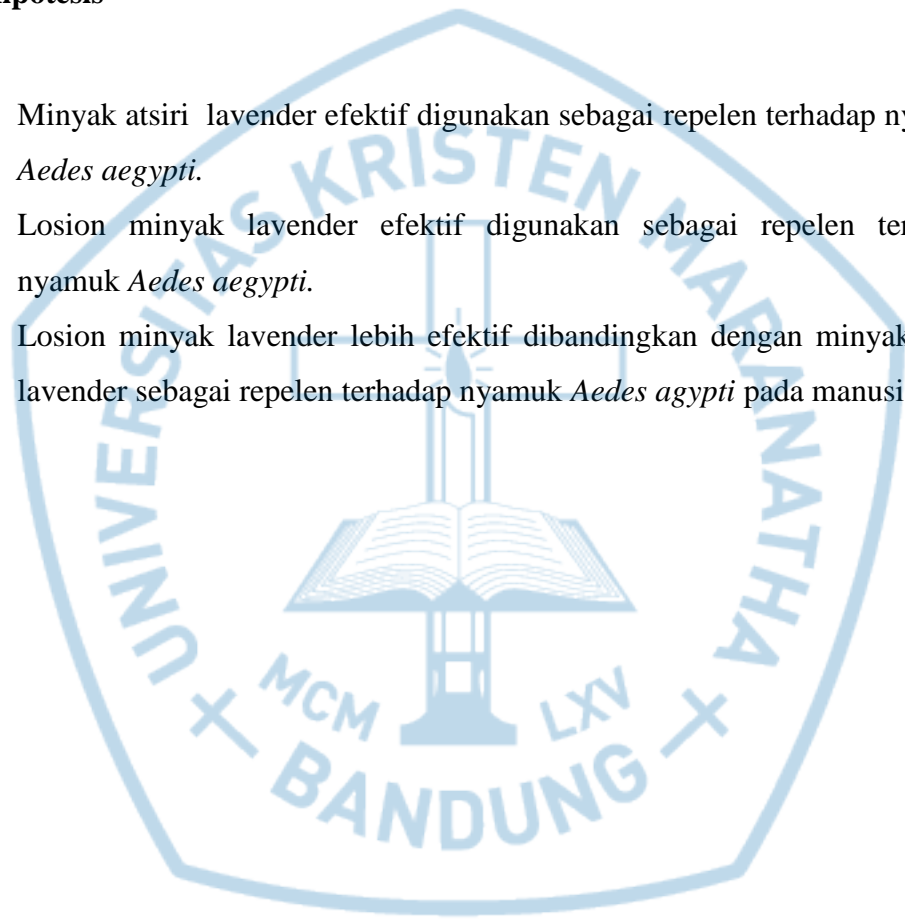 ipotesis
Minyak atsiri lavender efektif digunakan sebagai repelen terhadap ny
Aedes aegypti.
Losion minyak lavender efektif digunakan sebagai repelen ter
nyamuk Aedes aegypti.
Losion minyak lavender lebih efektif dibandingkan dengan minyak
lavender sebagai repelen terhadap nyamuk Aedes agypti pada manusi
UNIVERSITAS KRISTEN MARANATHA
MCM LXV
BANDUNG